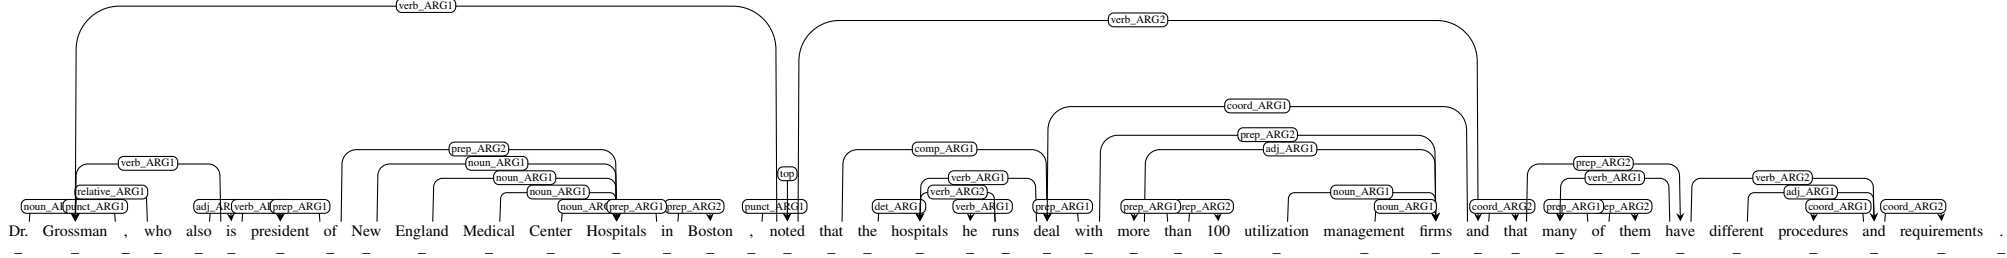 verb_ARG1
verb_ARG2
coord_ARG1
prep_ARG2
prep_ARG2 comp_ARG1 adj_ARG1
verb_ARG1 noun_ARG1 prep_ARG2
top
noun_ARG1 verb_ARG1 verb_ARG1 verb_ARG2
relative_ARG1 noun_ARG1 verb_ARG2 noun_ARG1 adj_ARG1
punct_ARG1 prep_ARG1 prep_ARG1 prep_ARG2 punct_ARG1 det_ARG1 verb_ARG1 prep_ARG1 prep_ARG1 noun_ARG1 coord_ARG2 prep_ARG1 coord_ARG1 coord_ARG2
Dr. Grossman , who also is president of New England Medical Center Hospitals in Boston , noted that the hospitals he runs deal with more than 100 utilization management firms and that many of them have different procedures and requirements .
_ _ _ _ _ _ _ _ _ _ _ _ _ _ _ _ _ _ _ _ _ _ _ _ _ _ _ _ _ _ _ _ _ _ _ _ _ _ _ _ _